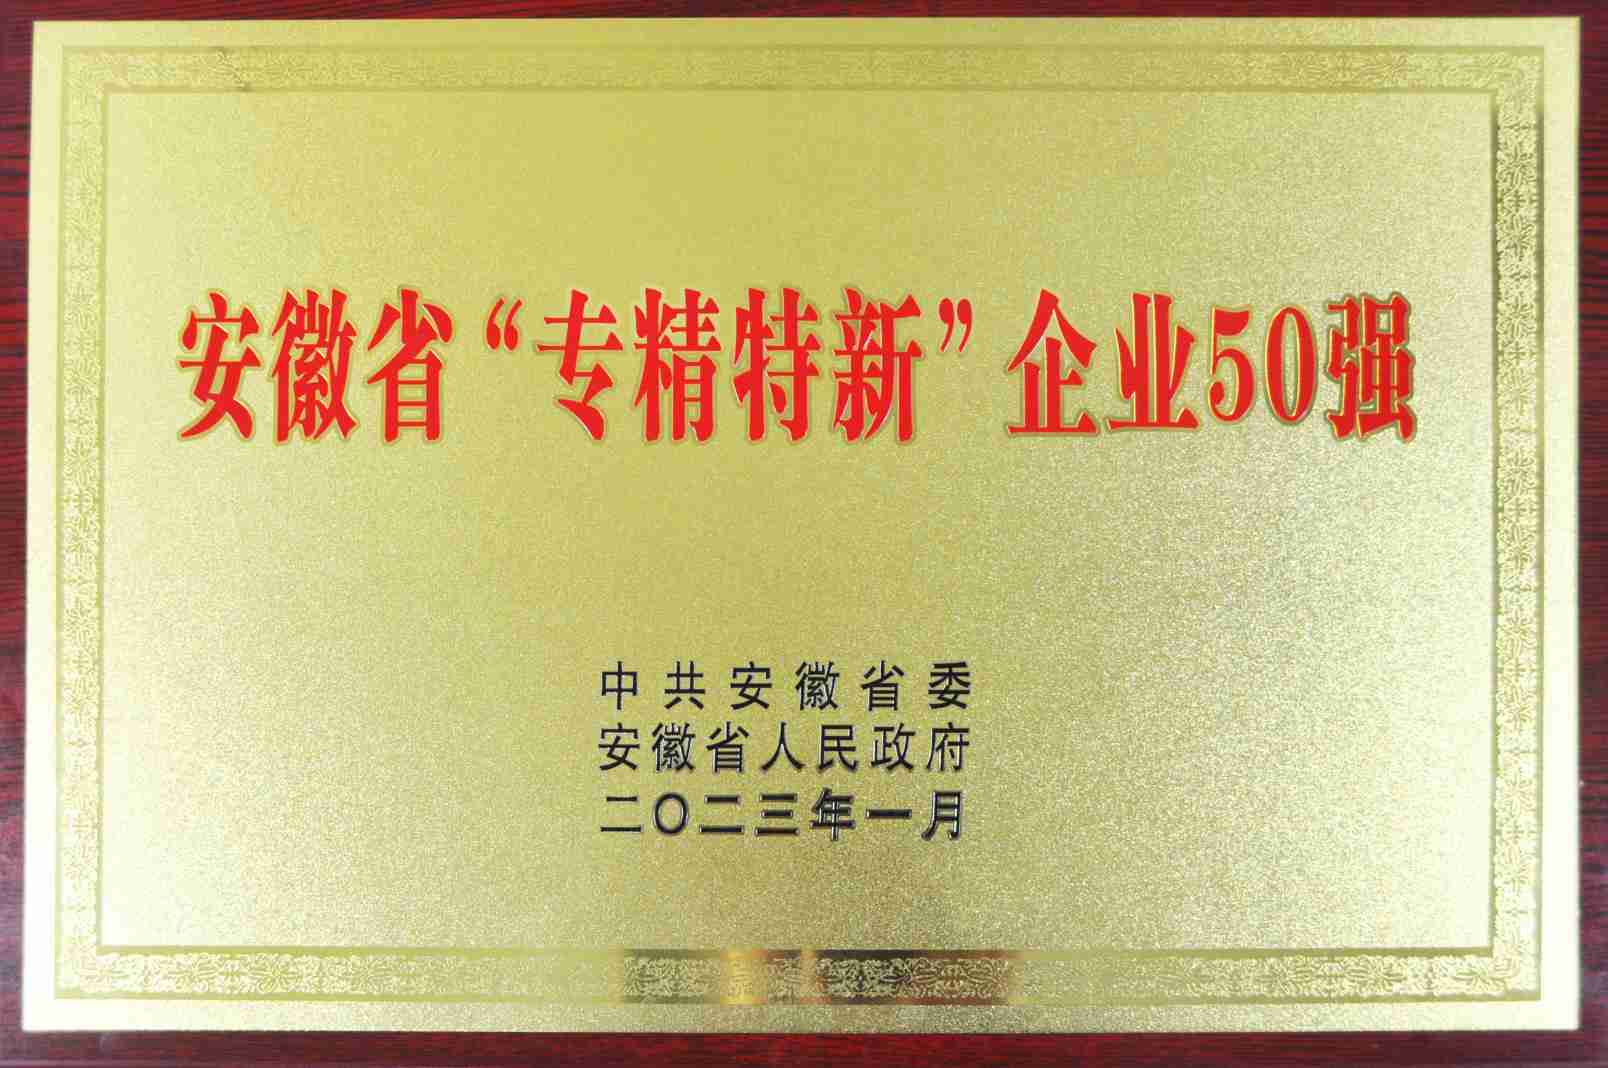 安徽省“专精特新”企业50强
中共安徽省委
安徽省人民政府
二〇二三年一月